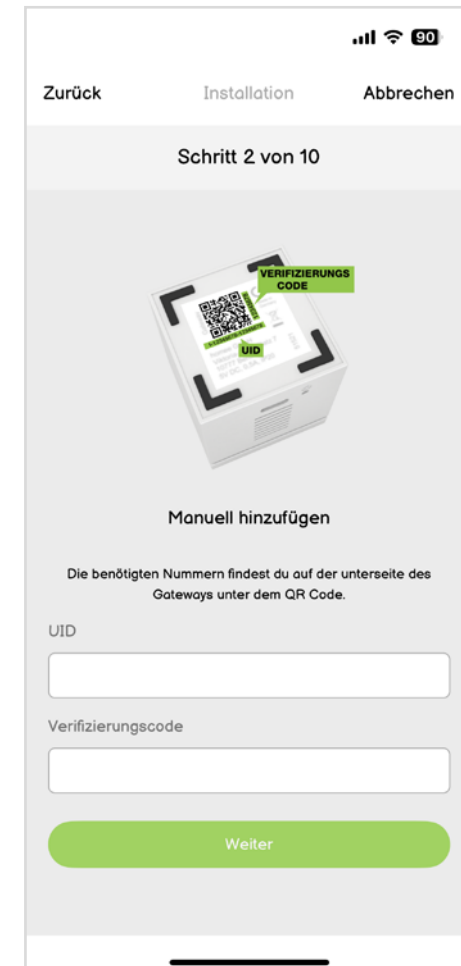 90
Zurück Installation Abbrechen
Schritt 2 von 10
VERIFIZIERUNGS
CODE
UID
Manuell hinzufügen
Die benötigten Nummern findest du auf der unterseite des
Gateways unter dem QR Code.
UID
Verifizierungscode
Weiter